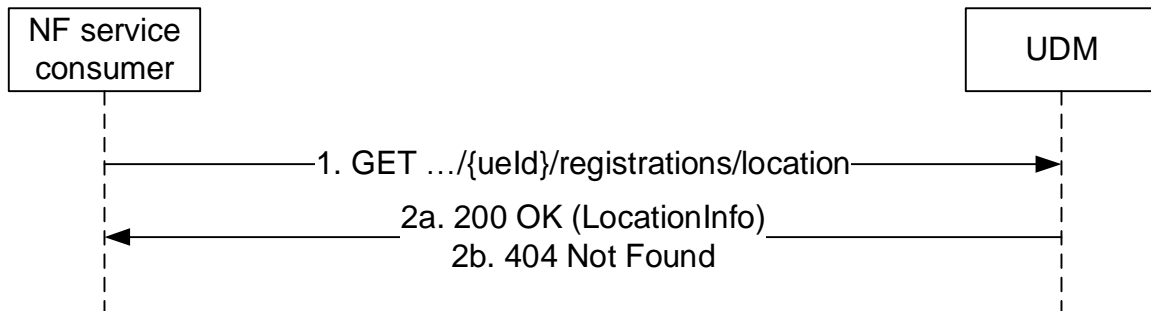 NF service
consumer
UDM
1. GET …/{ueId}/registrations/location
2a. 200 OK (LocationInfo)
2b. 404 Not Found